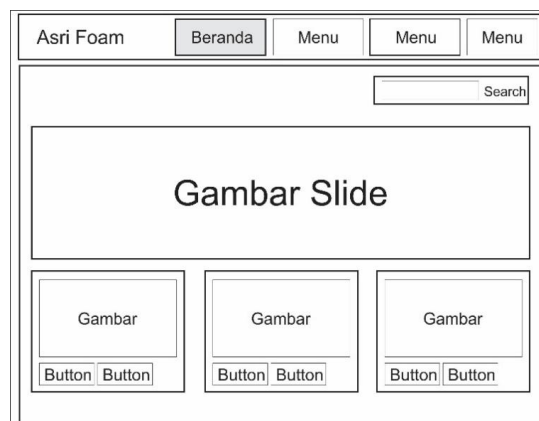 Asri Foam Beranda Menu Menu Menu
Search
Gambar Slide
Gambar Gambar Gambar
Button Button Button Button Button Button